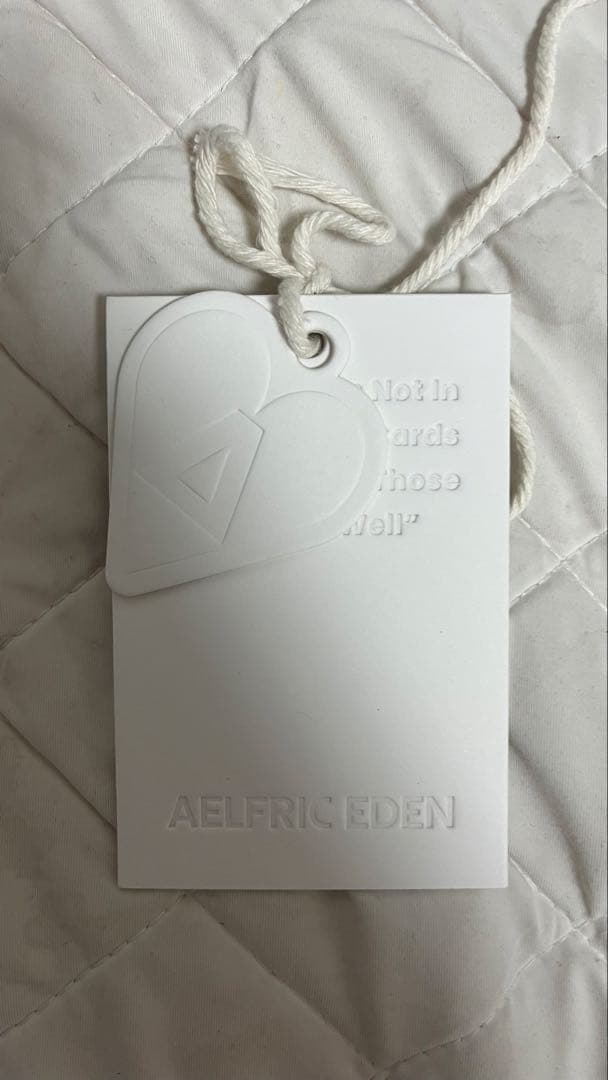 Not In
ards
Those
Well”
AELFRIC EDEN